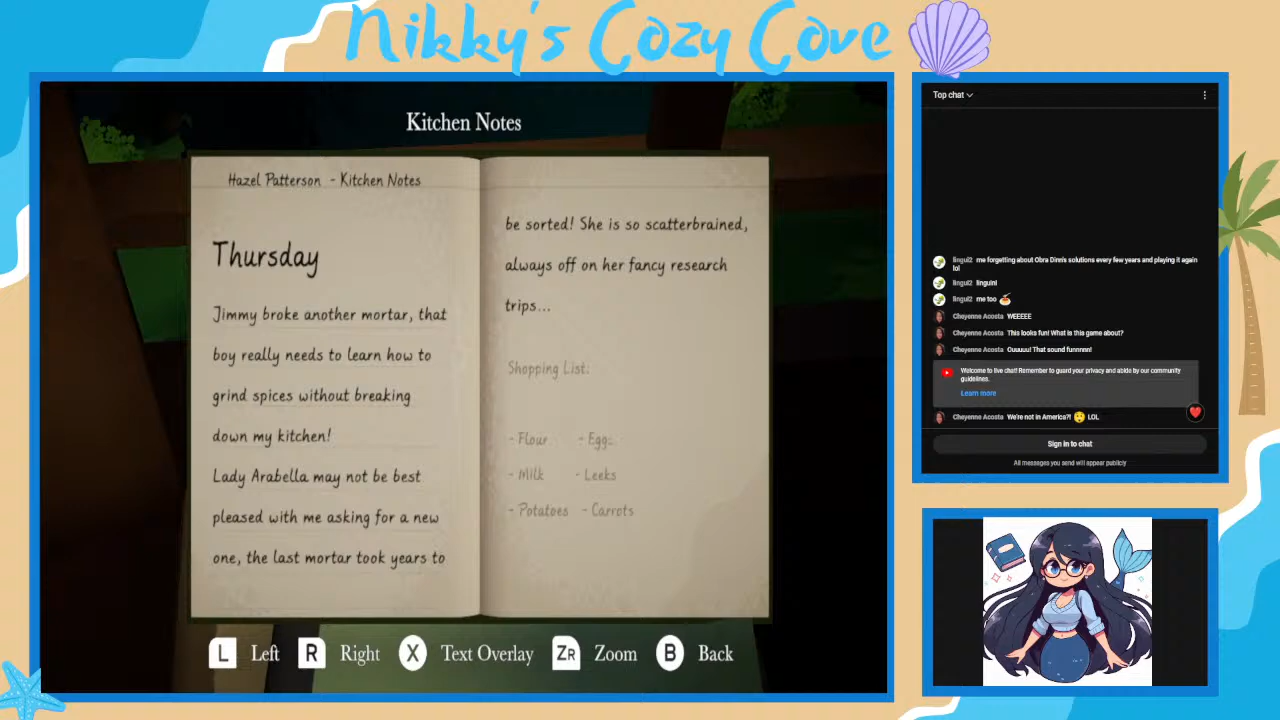 Nikky's Cozy Cove
Kitchen Notes
Hazel Patterson - Kitchen Notes
Thursday
Jimmy broke another mortar, that
boy really needs to learn how to
grind spices without breaking
down my kitchen!
Lady Arabella may not be best
pleased with me asking for a new
one, the last mortar took years to
be sorted! She is so scatterbrained,
always off on her fancy research
trips...
Shopping List:
- Flour - Eggs
- Milk - Leeks
- Potatoes - Carrots
L Left R Right X Text Overlay ZR Zoom B Back
Top chat
lingui2 me forgetting about Obra Dinn's solutions every few years and playing it again
lol
lingui2 linguini
lingui2 me too 🍝
Cheyenne Acosta WEEEEE
Cheyenne Acosta This looks fun! What is this game about?
Cheyenne Acosta Ouuuuu! That sound funnnnn!
Welcome to live chat! Remember to guard your privacy and abide by our community
guidelines.
Learn more
Cheyenne Acosta We're not in America?! 😲 LOL
Sign in to chat
All messages you send will appear publicly